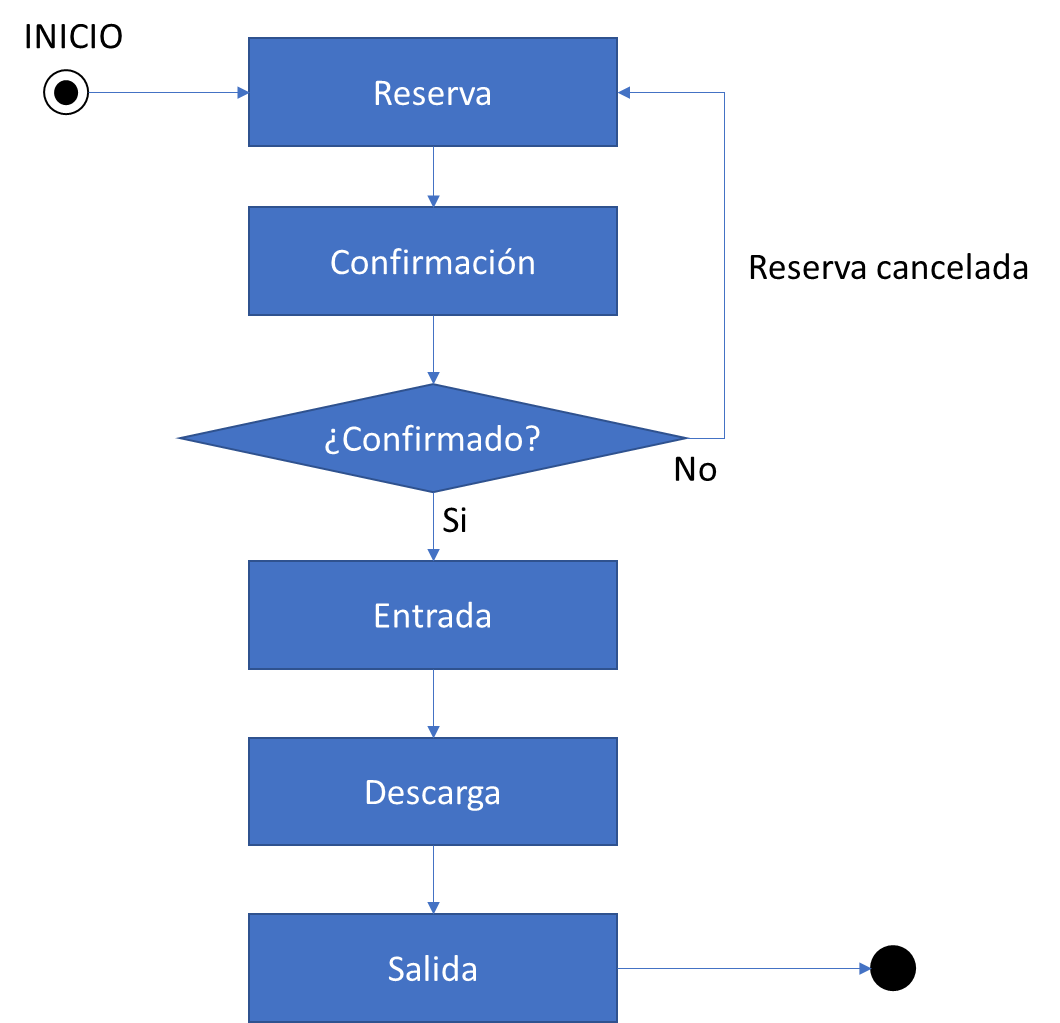 INICIO
Reserva
Confirmación
Reserva cancelada
¿Confirmado?
No
Si
Entrada
Descarga
Salida